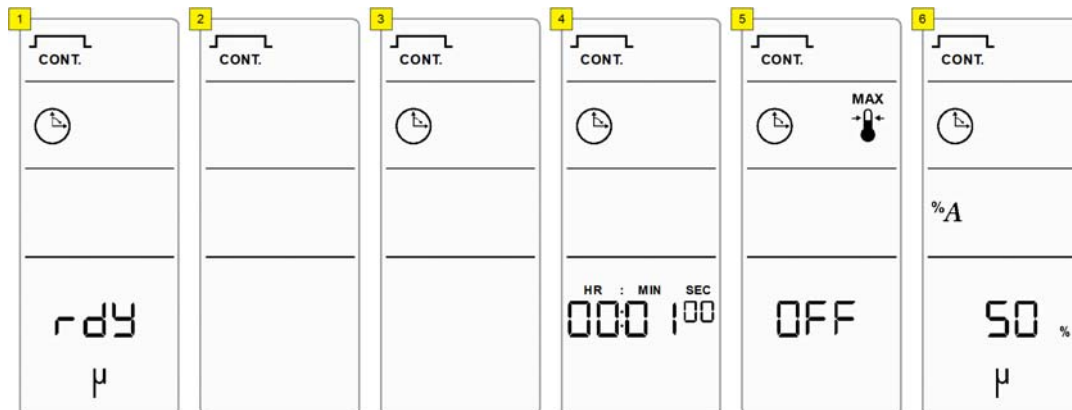 1
CONT.
rdy
µ
2
CONT.
3
CONT.
4
CONT.
HR : MIN SEC
00:01 00
5
CONT.
MAX
OFF
6
CONT.
%A
50 %
µ